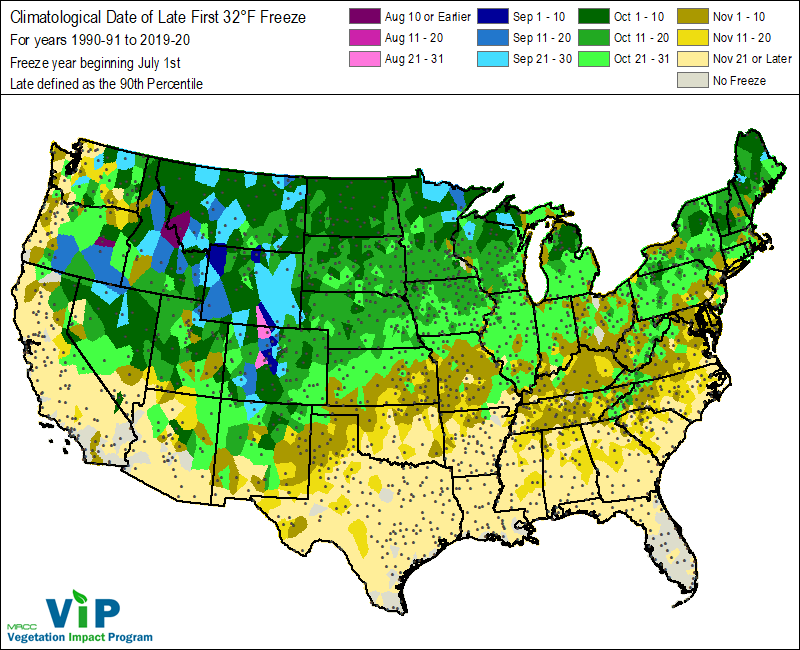 Climatological Date of Late First 32°F Freeze
For years 1990-91 to 2019-20
Freeze year beginning July 1st
Late defined as the 90th Percentile
Aug 10 or Earlier
Aug 11 - 20
Aug 21 - 31
Sep 1 - 10
Sep 11 - 20
Sep 21 - 30
Oct 1 - 10
Oct 11 - 20
Oct 21 - 31
Nov 1 - 10
Nov 11 - 20
Nov 21 or Later
No Freeze
MRCC
ViP
Vegetation Impact Program